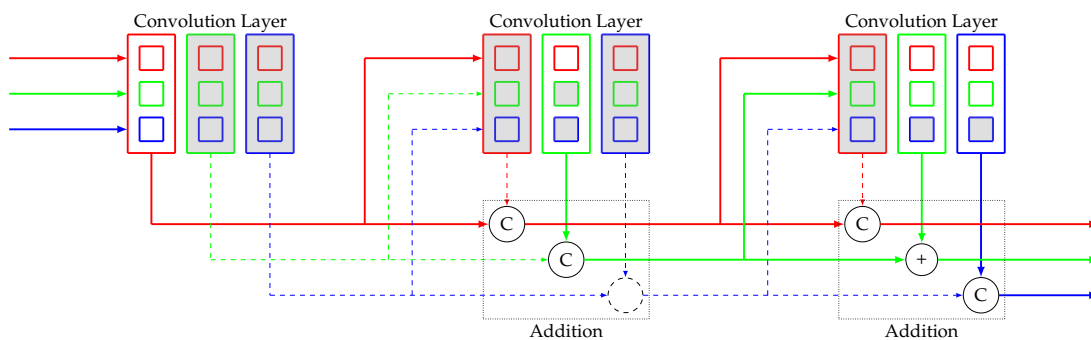 Convolution Layer
Convolution Layer
Convolution Layer
C
C
C
+
C
Addition
Addition